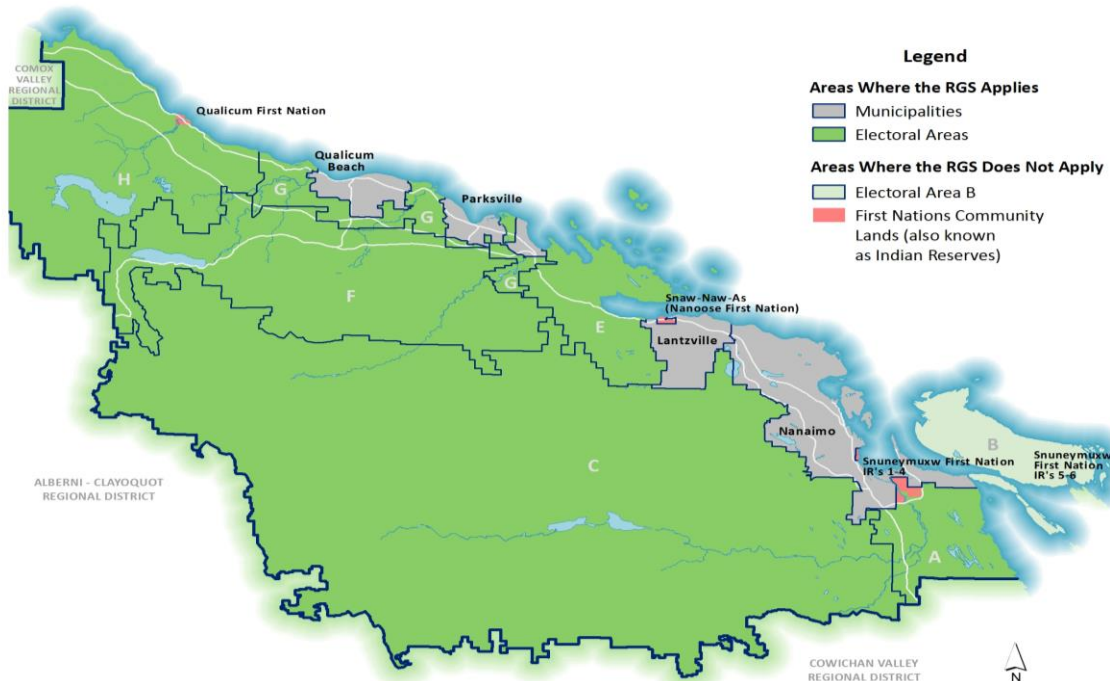 Legend
Areas Where the RGS Applies
Municipalities
Electoral Areas
Areas Where the RGS Does Not Apply
Electoral Area B
First Nations Community
Lands (also known
as Indian Reserves)
COMOX
VALLEY
REGIONAL
DISTRICT
Qualicum First Nation
Qualicum
Beach
Parksville
H
G
G
G
F
E
Snaw-Naw-As
(Nanoose First Nation)
Lantzville
Nanaimo
C
B
Snuneymuxw First Nation
IR's 1-4
Snuneymuxw
First Nation
IR's 5-6
A
ALBERNI - CLAYOQUOT
REGIONAL DISTRICT
COWICHAN VALLEY
REGIONAL DISTRICT
N